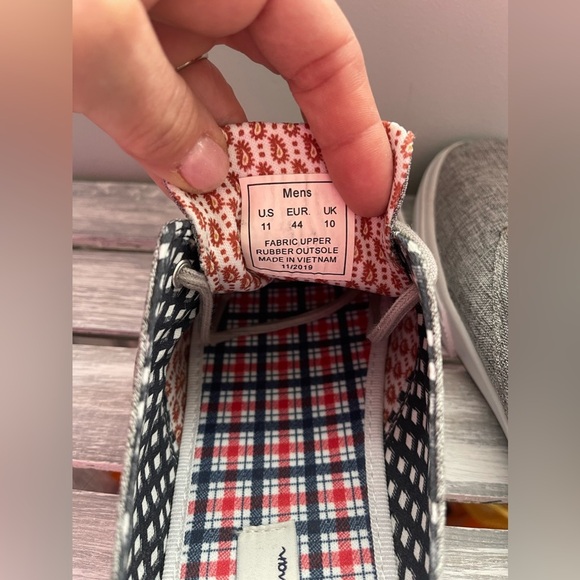 Mens
US EUR. UK
11 44 10
FABRIC UPPER
RUBBER OUTSOLE
MADE IN VIETNAM
11/2019